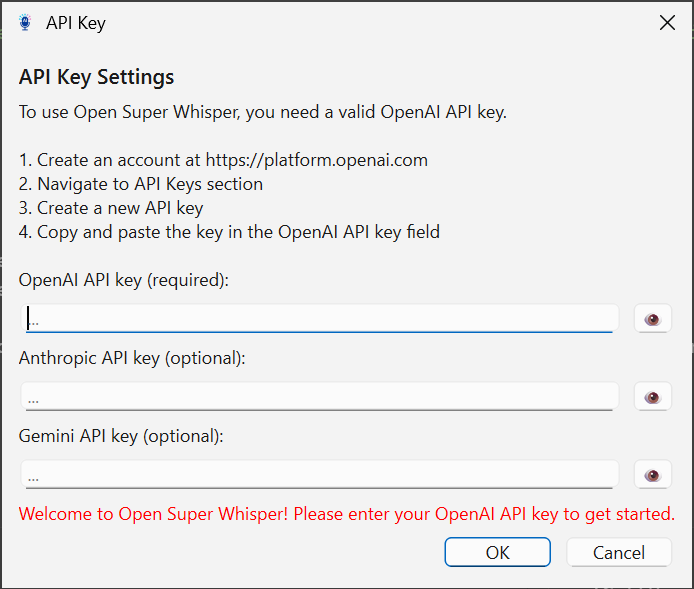 API Key
API Key Settings
To use Open Super Whisper, you need a valid OpenAI API key.
1. Create an account at https://platform.openai.com
2. Navigate to API Keys section
3. Create a new API key
4. Copy and paste the key in the OpenAI API key field
OpenAI API key (required):
...
Anthropic API key (optional):
...
Gemini API key (optional):
...
Welcome to Open Super Whisper! Please enter your OpenAI API key to get started.
OK Cancel